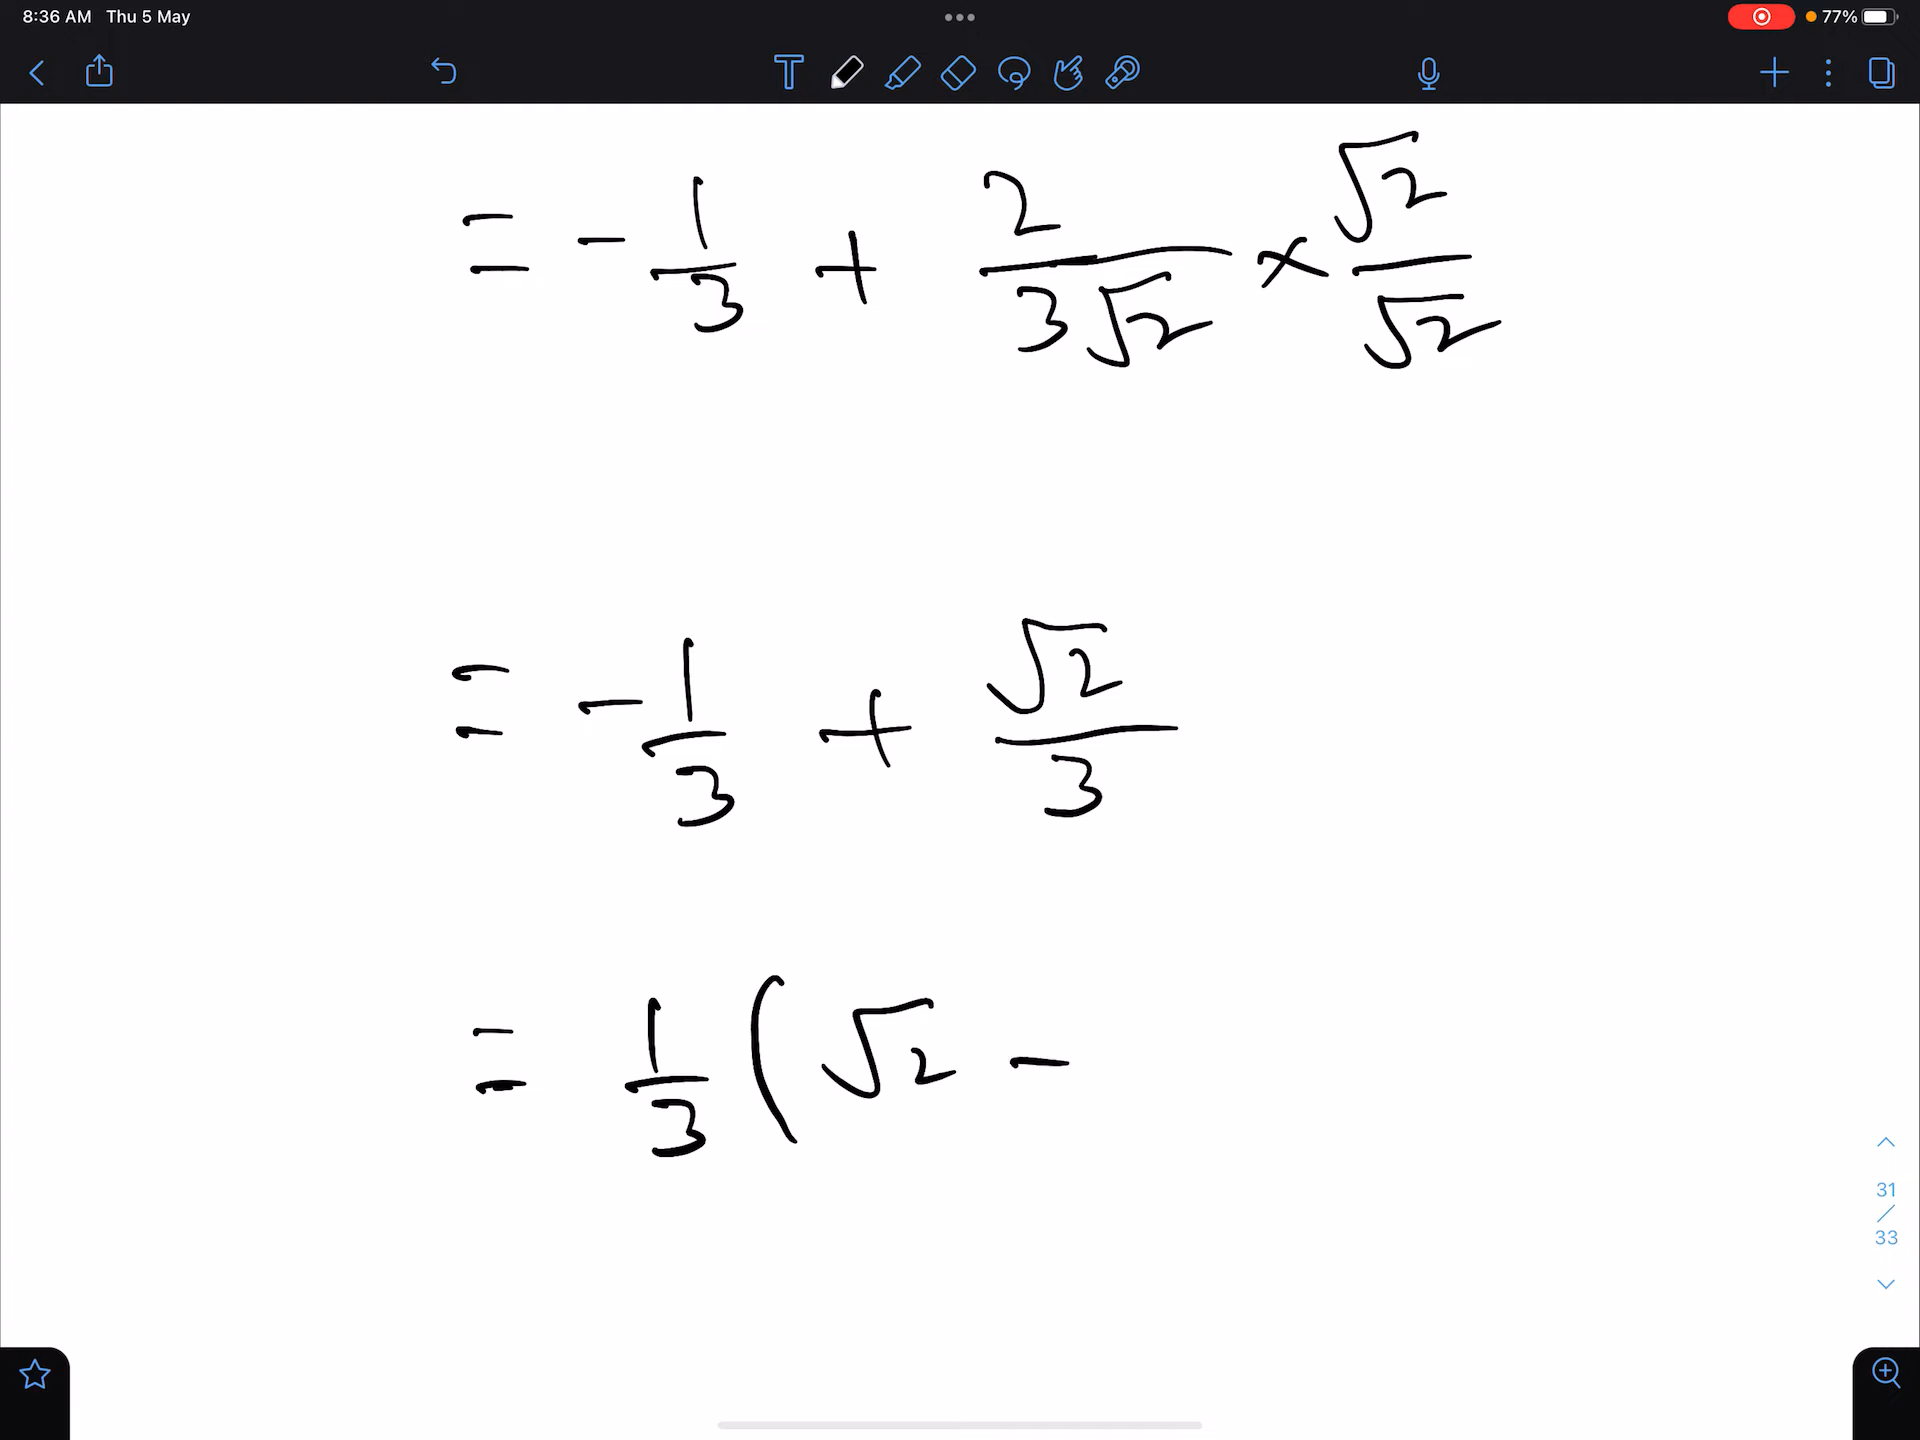 8:36 AM Thu 5 May
77%
T
= - 1/3 + 2/(3√2) × √2/√2
= - 1/3 + √2/3
= 1/3 ( √2 -
31
/
33